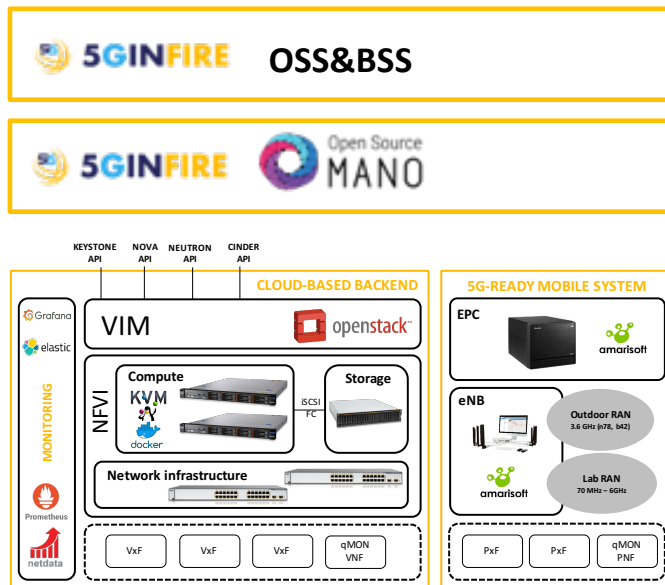 5GINFIRE
OSS&BSS
5GINFIRE
Open Source
MANO
KEYSTONE
API
NOVA
API
NEUTRON
API
CINDER
API
CLOUD-BASED BACKEND
5G-READY MOBILE SYSTEM
Grafana
elastic
MONITORING
Prometheus
netdata
VIM
openstack
NFVI
Compute
KVM
docker
iSCSI
FC
Storage
Network infrastructure
VxF
VxF
VxF
qMON
VNF
EPC
amarisoft
eNB
amarisoft
Outdoor RAN
3.6 GHz (n78, b42)
Lab RAN
70 MHz – 6GHz
PxF
PxF
qMON
PNF